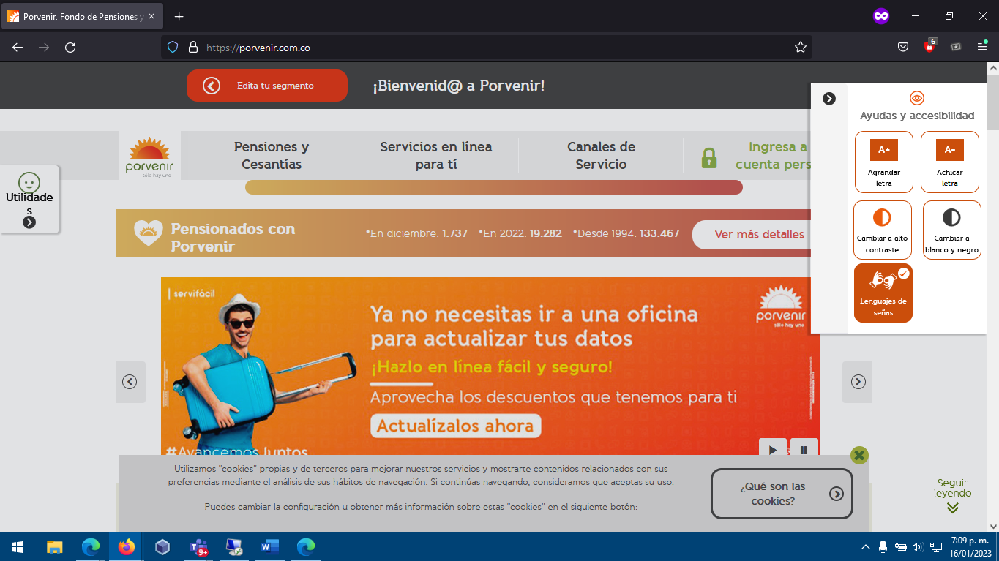 Porvenir, Fondo de Pensiones y
https://porvenir.com.co
6
Edita tu segmento
¡Bienvenid@ a Porvenir!
Ayudas y accesibilidad
A+
Agrandar
letra
A-
Achicar
letra
Cambiar a alto
contraste
Cambiar a
blanco y negro
Lenguajes de
señas
porvenir
sólo hay uno
Pensiones y
Cesantías
Servicios en línea
para tí
Canales de
Servicio
Ingresa a
cuenta pers
Utilidade
s
Pensionados con
Porvenir
*En diciembre: 1.737
*En 2022: 19.282
*Desde 1994: 133.467
Ver más detalles
servifácil
porvenir
sólo hay uno
Ya no necesitas ir a una oficina
para actualizar tus datos
¡Hazlo en línea fácil y seguro!
Aprovecha los descuentos que tenemos para ti
Actualízalos ahora
#AvancemosJuntos
Utilizamos "cookies" propias y de terceros para mejorar nuestros servicios y mostrarte contenidos relacionados con sus
preferencias mediante el análisis de sus hábitos de navegación. Si continúas navegando, consideramos que aceptas su uso.
Puedes cambiar la configuración u obtener más información sobre estas "cookies" en el siguiente botón:
¿Qué son las
cookies?
Seguir
leyendo
9+
7:09 p. m.
16/01/2023